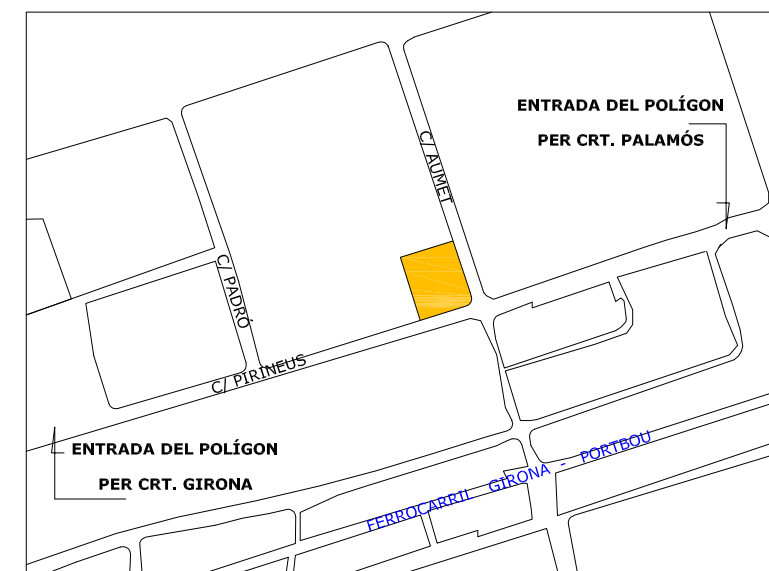 ENTRADA DEL POLÍGON
PER CRT. PALAMÓS
C/ AUMET
C/ PADRÓ
C/ PIRINEUS
ENTRADA DEL POLÍGON
PER CRT. GIRONA
FERROCARRIL GIRONA - PORTBOU